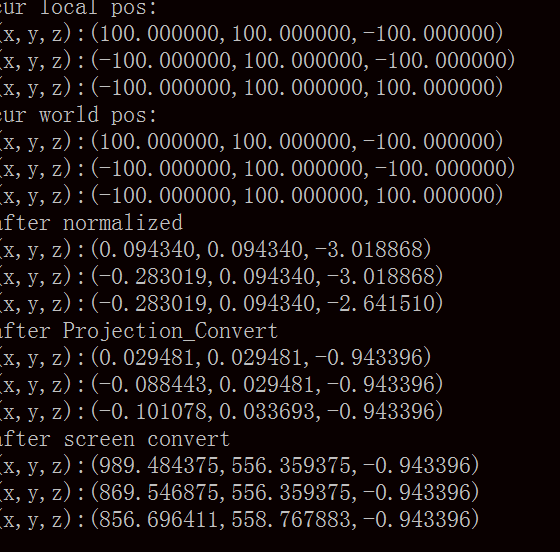 cur local pos:
(x,y,z):(100.000000,100.000000,-100.000000)
(x,y,z):(-100.000000,100.000000,-100.000000)
(x,y,z):(-100.000000,100.000000,100.000000)
cur world pos:
(x,y,z):(100.000000,100.000000,-100.000000)
(x,y,z):(-100.000000,100.000000,-100.000000)
(x,y,z):(-100.000000,100.000000,100.000000)
after normalized
(x,y,z):(0.094340,0.094340,-3.018868)
(x,y,z):(-0.283019,0.094340,-3.018868)
(x,y,z):(-0.283019,0.094340,-2.641510)
after Projection_Convert
(x,y,z):(0.029481,0.029481,-0.943396)
(x,y,z):(-0.088443,0.029481,-0.943396)
(x,y,z):(-0.101078,0.033693,-0.943396)
after screen convert
(x,y,z):(989.484375,556.359375,-0.943396)
(x,y,z):(869.546875,556.359375,-0.943396)
(x,y,z):(856.696411,558.767883,-0.943396)